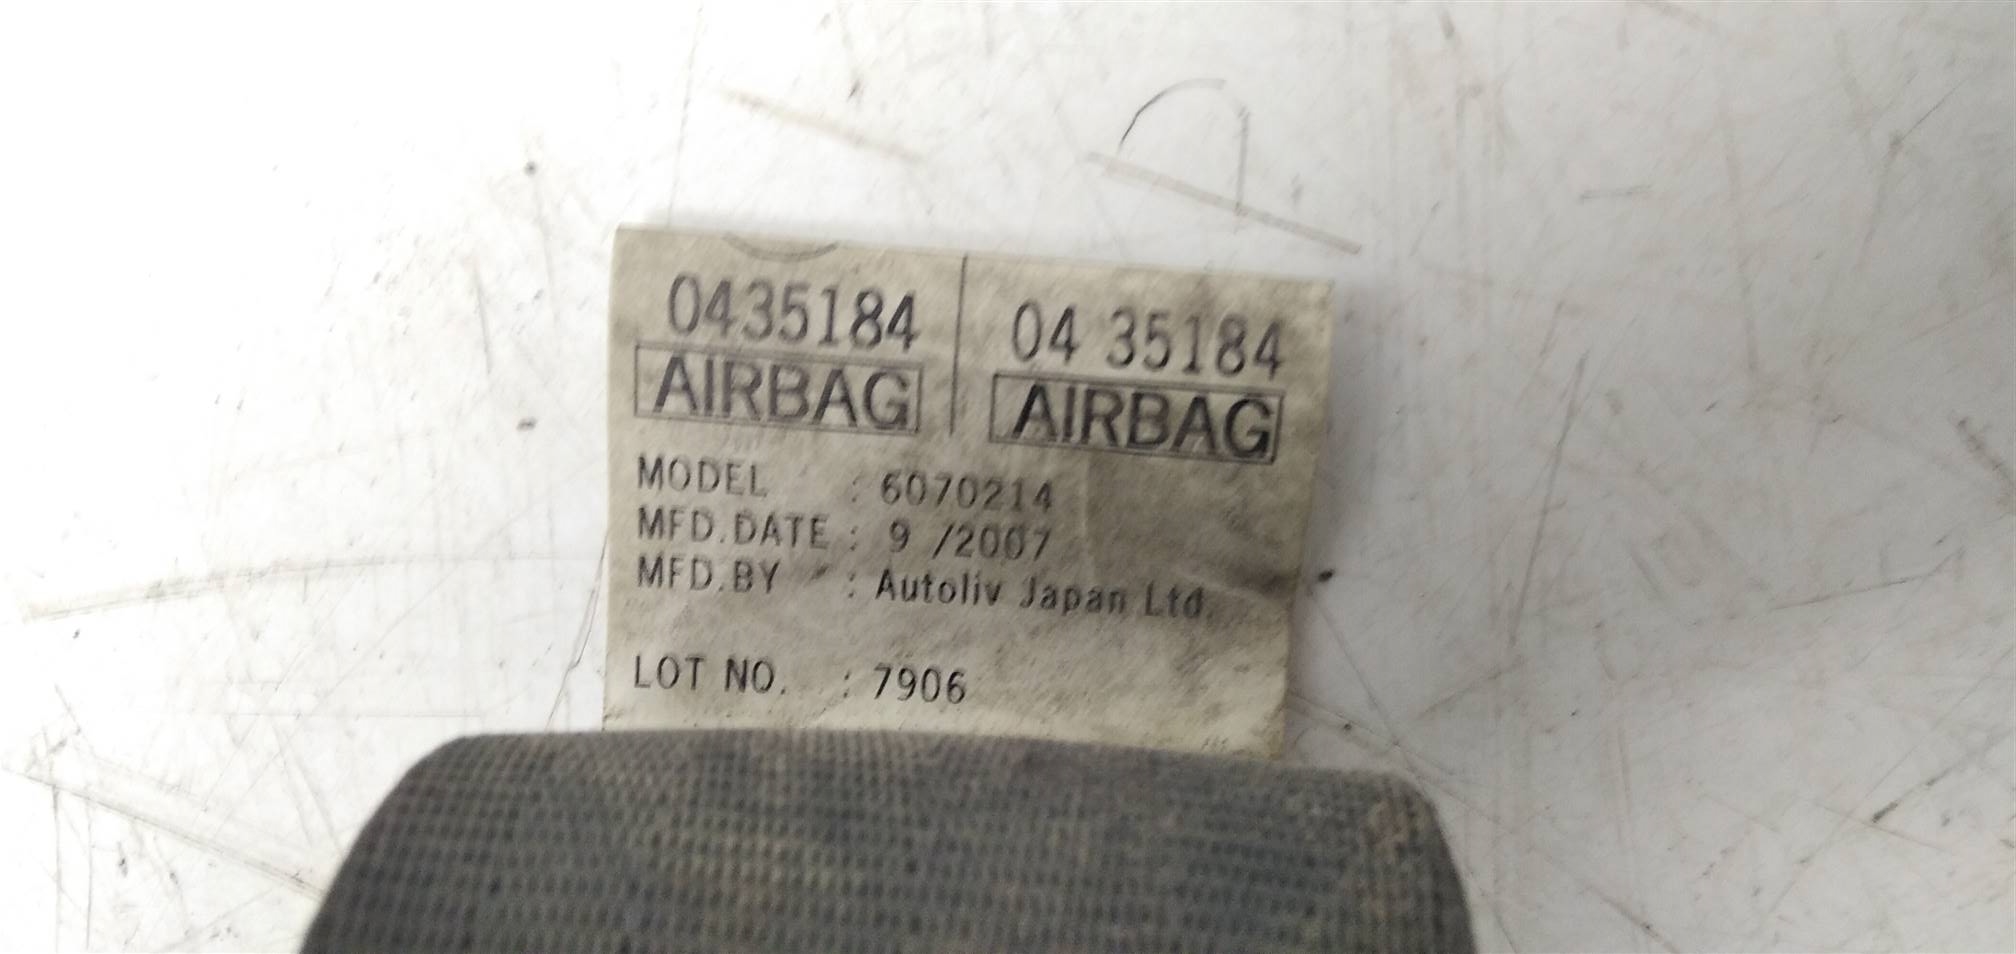 0435184 04 35184
AIRBAG AIRBAG
MODEL : 6070214
MFD.DATE : 9 /2007
MFD.BY : Autoliv Japan Ltd.
LOT NO. : 7906